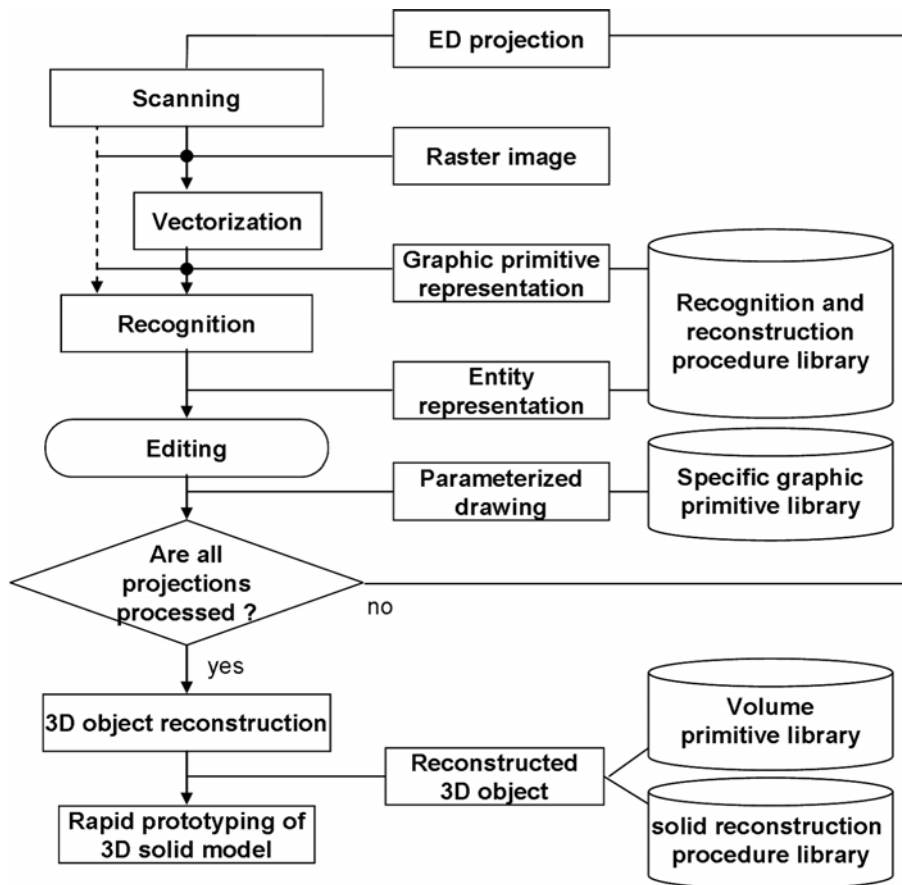 ED projection
Scanning
Raster image
Vectorization
Graphic primitive
representation
Recognition and
reconstruction
procedure library
Recognition
Entity
representation
Editing
Parameterized
drawing
Specific graphic
primitive library
Are all
projections
processed ?
no
yes
3D object reconstruction
Volume
primitive library
Reconstructed
3D object
Rapid prototyping of
3D solid model
solid reconstruction
procedure library